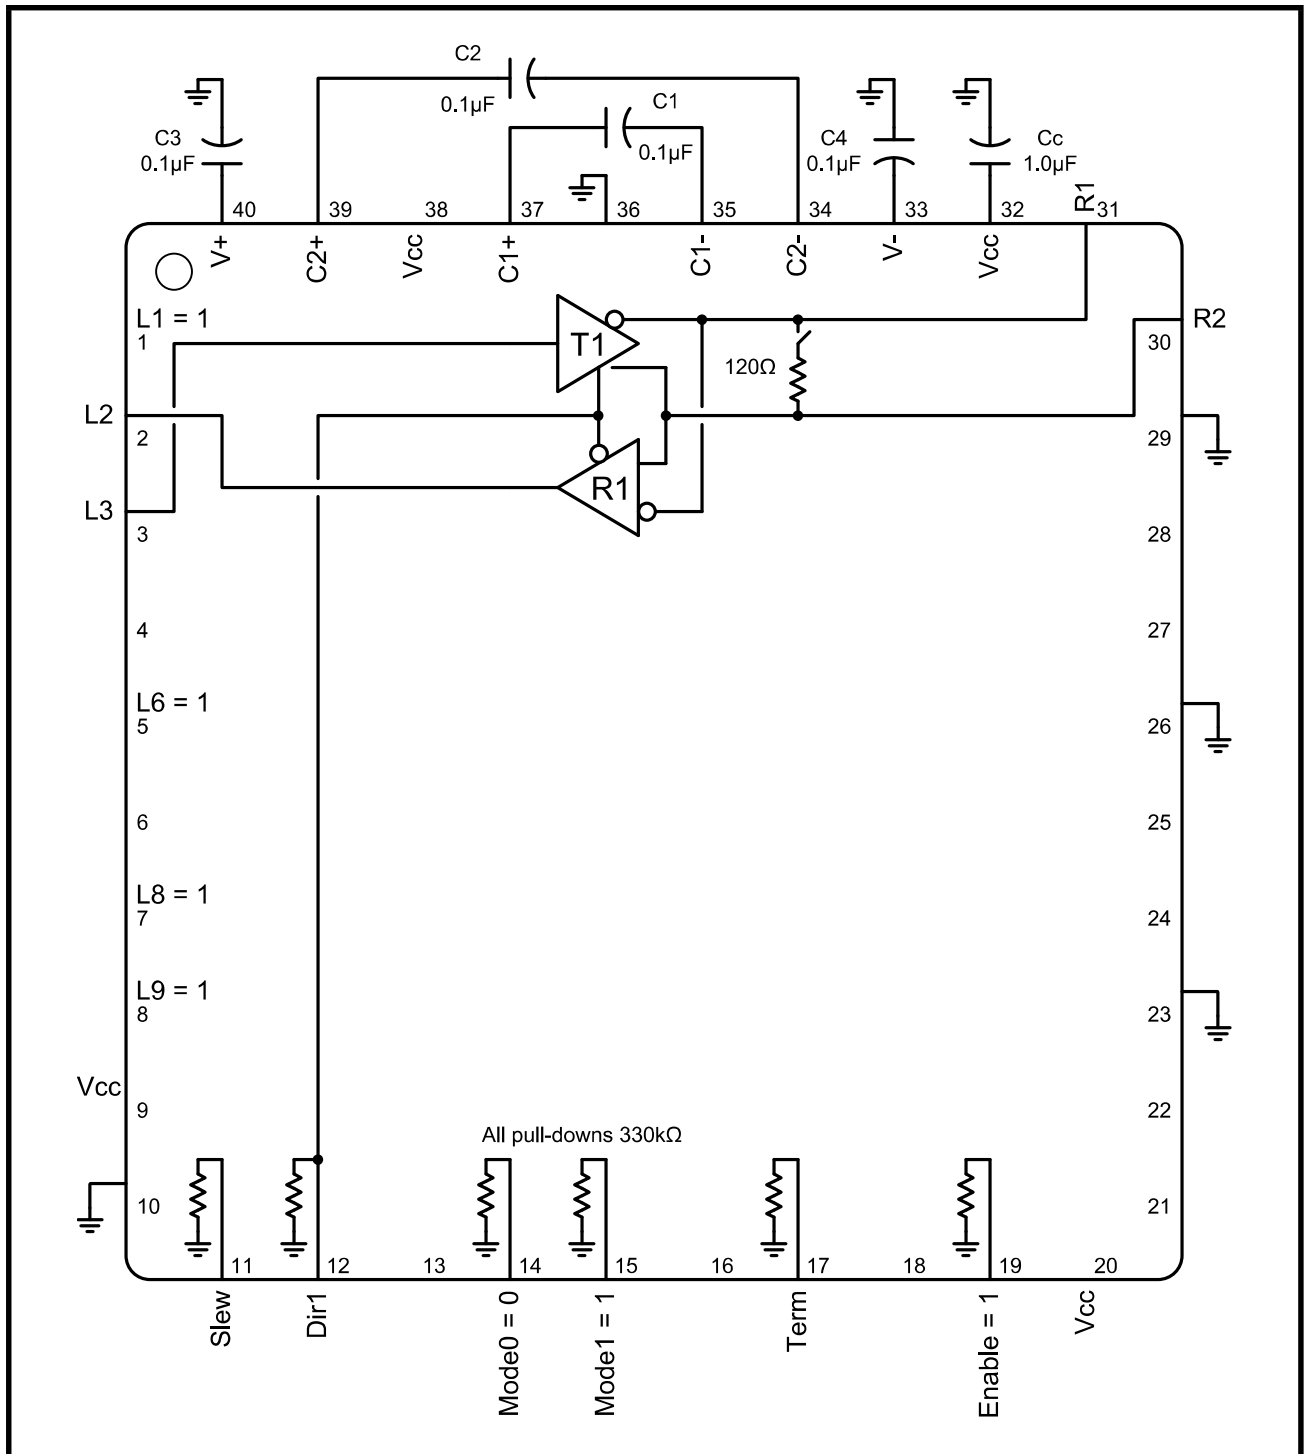 C2
0.1µF
C1
0.1µF
C3
0.1µF
C4
0.1µF
Cc
1.0µF
R1
40 39 38 37 36 35 34 33 32 31
V+ C2+ Vcc C1+ C1- C2- V- Vcc
L1 = 1
1
T1
R2
30
120Ω
L2
2
29
R1
L3
3
28
4
27
L6 = 1
5
26
6
25
L8 = 1
7
24
L9 = 1
8
23
Vcc
9
22
All pull-downs 330kΩ
10
21
11 12 13 14 15 16 17 18 19 20
Slew
Dir1
Mode0 = 0
Mode1 = 1
Term
Enable = 1
Vcc